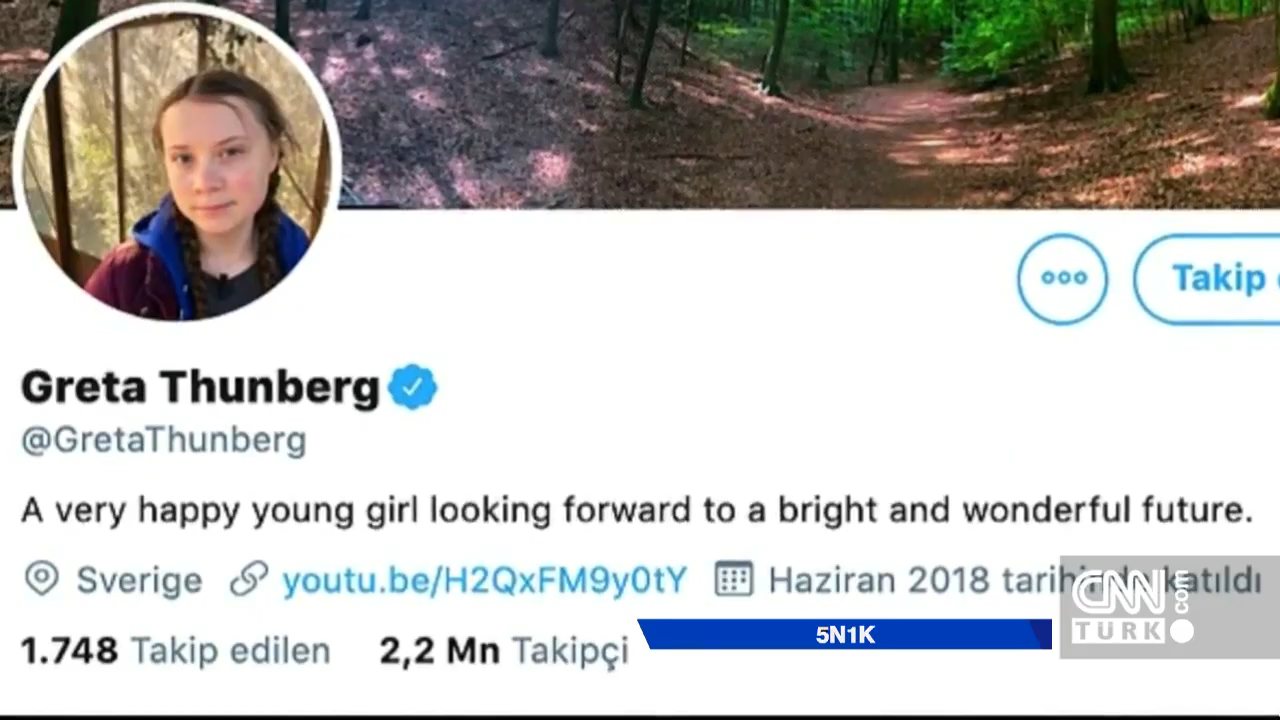 Takip
Greta Thunberg
@GretaThunberg
A very happy young girl looking forward to a bright and wonderful future.
Sverige youtu.be/H2QxFM9y0tY Haziran 2018 katıldı
1.748 Takip edilen 2,2 Mn Takipçi
5N1K
CNN
TURK
.com